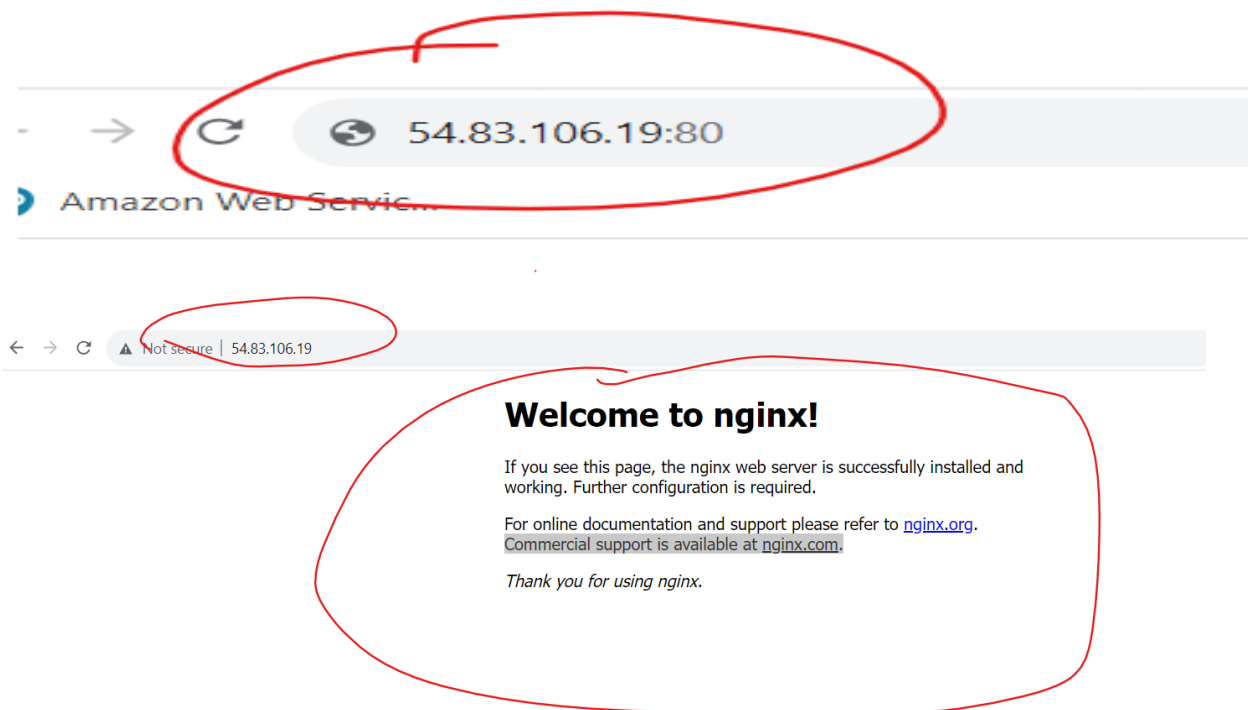 54.83.106.19:80
Amazon Web Servic...
Not secure | 54.83.106.19
Welcome to nginx!
If you see this page, the nginx web server is successfully installed and
working. Further configuration is required.
For online documentation and support please refer to nginx.org.
Commercial support is available at nginx.com.
Thank you for using nginx.